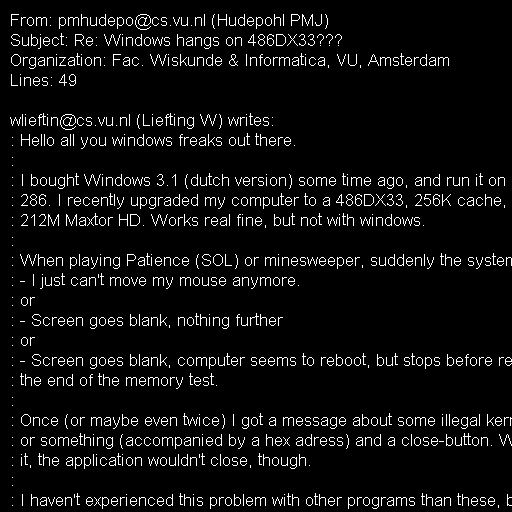 From: pmhudepo@cs.vu.nl (Hudepohl PMJ)
Subject: Re: Windows hangs on 486DX33???
Organization: Fac. Wiskunde & Informatica, VU, Amsterdam
Lines: 49

wlieftin@cs.vu.nl (Liefting W) writes:
: Hello all you windows freaks out there.
:
: I bought Windows 3.1 (dutch version) some time ago, and run it on
: 286. I recently upgraded my computer to a 486DX33, 256K cache,
: 212M Maxtor HD. Works real fine, but not with windows.
:
: When playing Patience (SOL) or minesweeper, suddenly the system
: - I just can't move my mouse anymore.
: or
: - Screen goes blank, nothing further
: or
: - Screen goes blank, computer seems to reboot, but stops before re
: the end of the memory test.
:
: Once (or maybe even twice) I got a message about some illegal kern
: or something (accompanied by a hex adress) and a close-button. W
: it, the application wouldn't close, though.
:
: I haven't experienced this problem with other programs than these, b